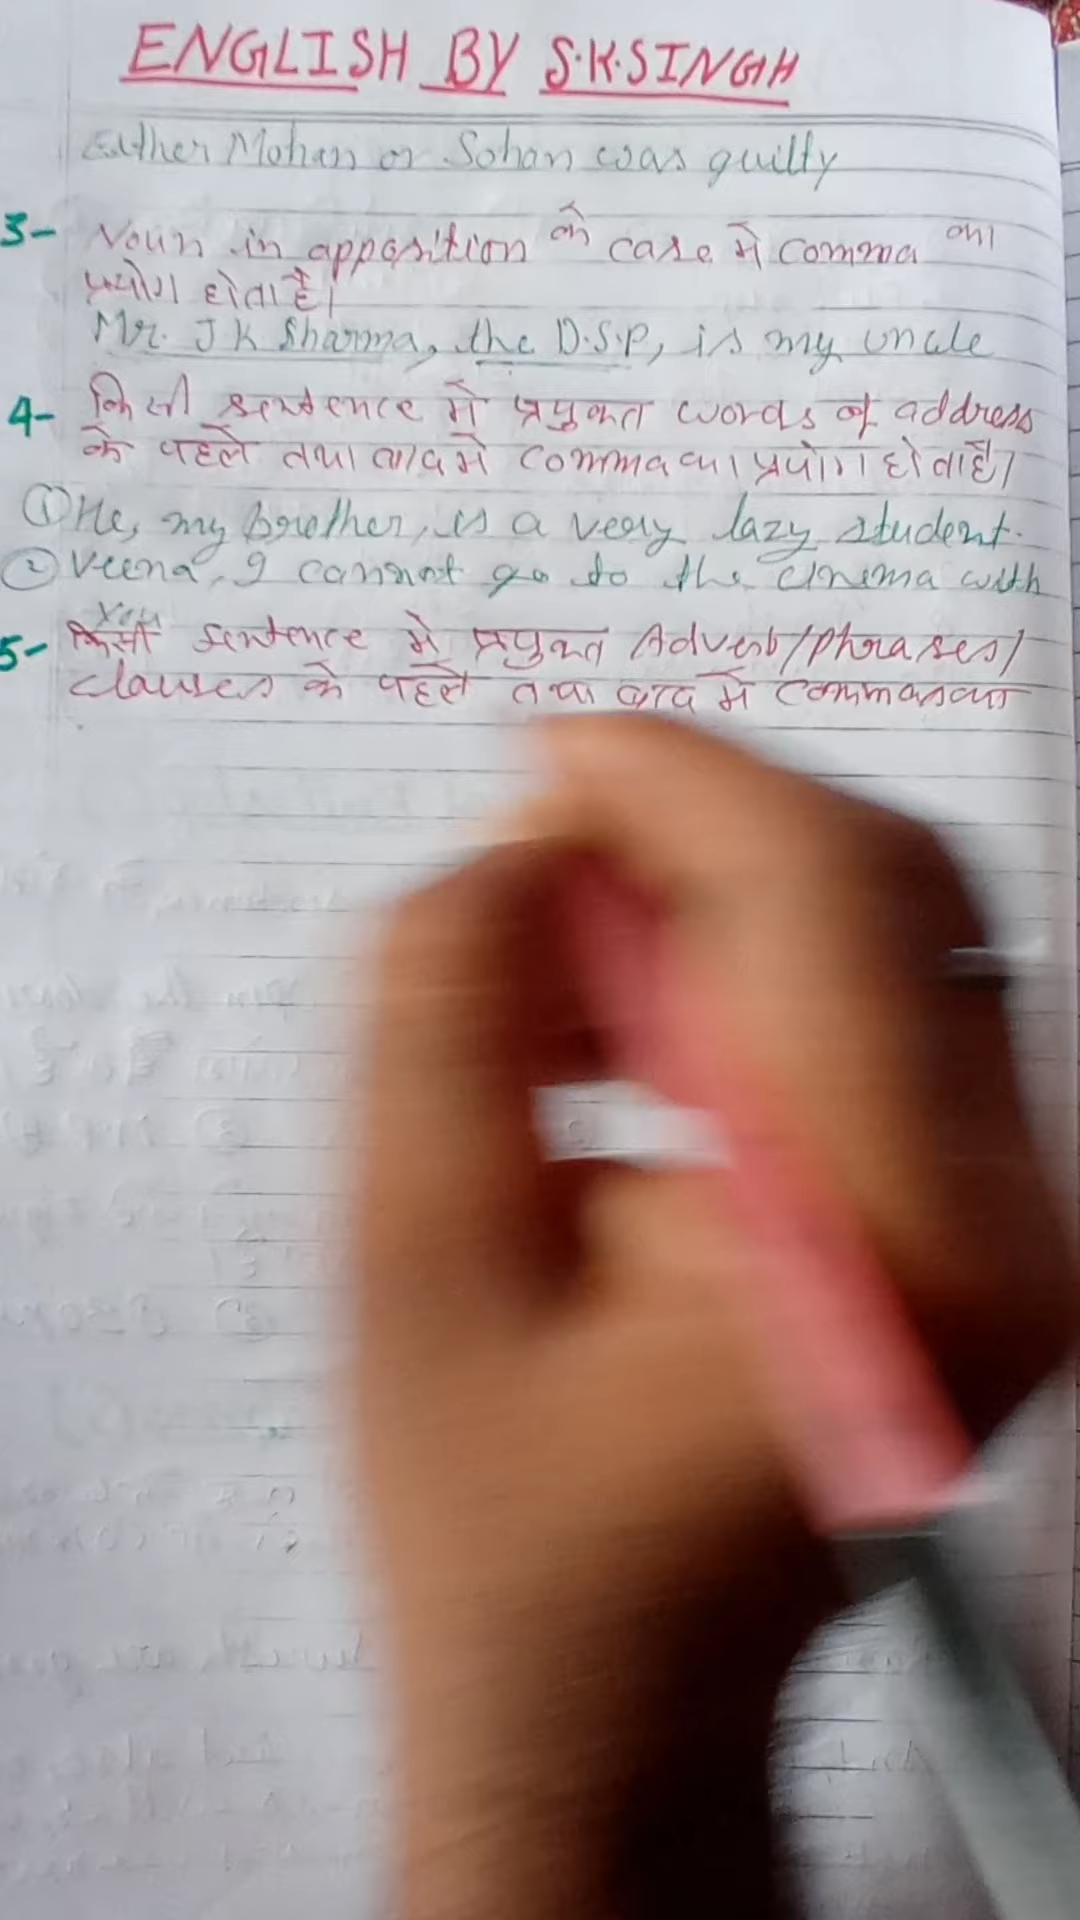 ENGLISH BY S.K.SINGH
Either Mohan or Sohan was guilty
3- Noun in apposition के case में comma का
प्रयोग होता है।
Mr. J K Sharma, the D.S.P, is my uncle
4- किसी sentence में प्रयुक्त words of address
के पहले तथा बाद में comma का प्रयोग होता है।
① He, my brother, is a very lazy student.
② Veena, I cannot go to the cinema with
you
5- किसी sentence में प्रयुक्त Adverb/phrases/
clauses के पहले तथा बाद में commas का